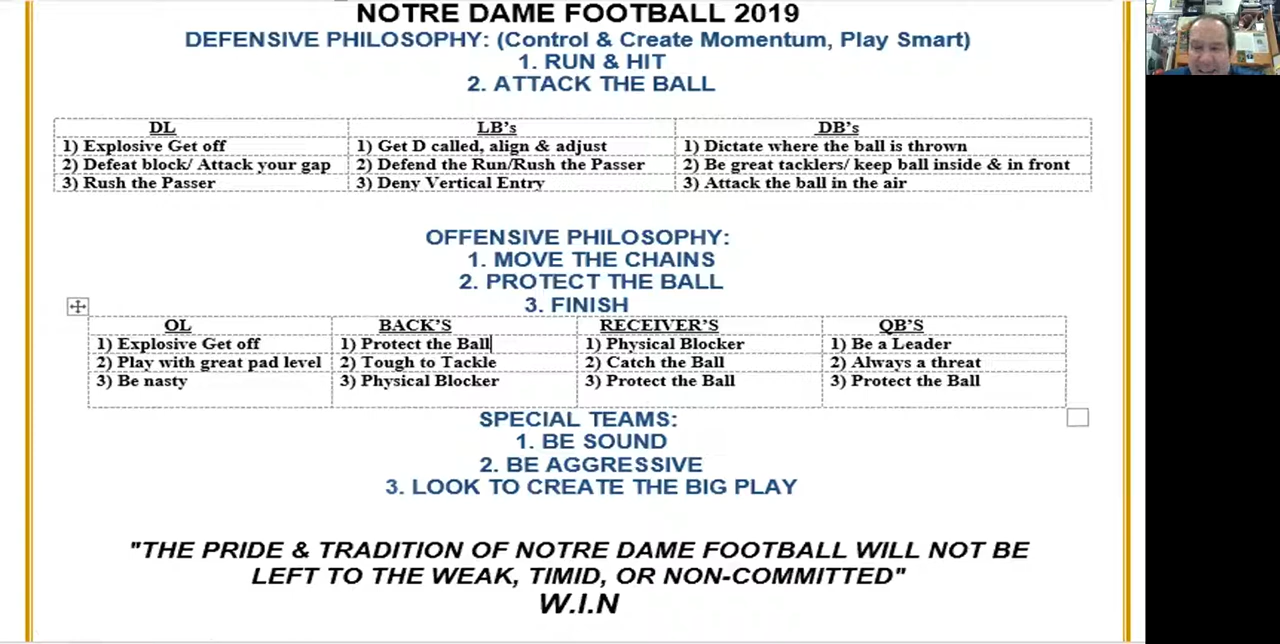 NOTRE DAME FOOTBALL 2019
DEFENSIVE PHILOSOPHY: (Control & Create Momentum, Play Smart)
1. RUN & HIT
2. ATTACK THE BALL
DL LB's DB's
1) Explosive Get off 1) Get D called, align & adjust 1) Dictate where the ball is thrown
2) Defeat block/ Attack your gap 2) Defend the Run/Rush the Passer 2) Be great tacklers/ keep ball inside & in front
3) Rush the Passer 3) Deny Vertical Entry 3) Attack the ball in the air
OFFENSIVE PHILOSOPHY:
1. MOVE THE CHAINS
2. PROTECT THE BALL
3. FINISH
OL BACK'S RECEIVER'S QB'S
1) Explosive Get off 1) Protect the Ball 1) Physical Blocker 1) Be a Leader
2) Play with great pad level 2) Tough to Tackle 2) Catch the Ball 2) Always a threat
3) Be nasty 3) Physical Blocker 3) Protect the Ball 3) Protect the Ball
SPECIAL TEAMS:
1. BE SOUND
2. BE AGGRESSIVE
3. LOOK TO CREATE THE BIG PLAY
"THE PRIDE & TRADITION OF NOTRE DAME FOOTBALL WILL NOT BE
LEFT TO THE WEAK, TIMID, OR NON-COMMITTED"
W.I.N